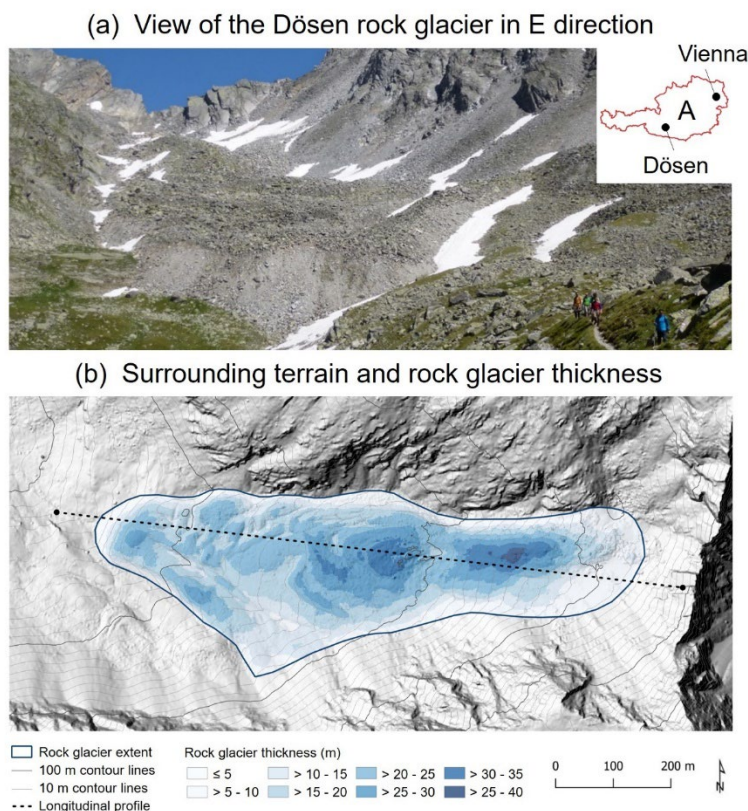 (a) View of the Dösen rock glacier in E direction
Vienna
A
Dösen
(b) Surrounding terrain and rock glacier thickness
Rock glacier extent
100 m contour lines
10 m contour lines
Longitudinal profile
Rock glacier thickness (m)
≤ 5
> 10 - 15
> 20 - 25
> 30 - 35
> 5 - 10
> 15 - 20
> 25 - 30
> 25 - 40
0
100
200 m
N